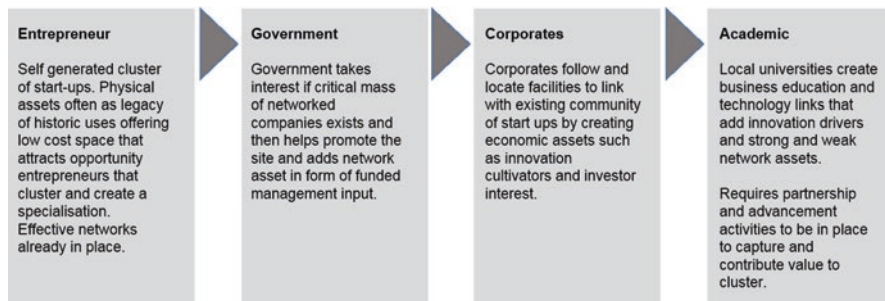 Entrepreneur
Self generated cluster
of start-ups. Physical
assets often as legacy
of historic uses offering
low cost space that
attracts opportunity
entrepreneurs that
cluster and create a
specialisation.
Effective networks
already in place.
Government
Government takes
interest if critical mass
of networked
companies exists and
then helps promote the
site and adds network
asset in form of funded
management input.
Corporates
Corporates follow and
locate facilities to link
with existing community
of start ups by creating
economic assets such
as innovation
cultivators and investor
interest.
Academic
Local universities create
business education and
technology links that
add innovation drivers
and strong and weak
network assets.
Requires partnership
and advancement
activities to be in place
to capture and
contribute value to
cluster.